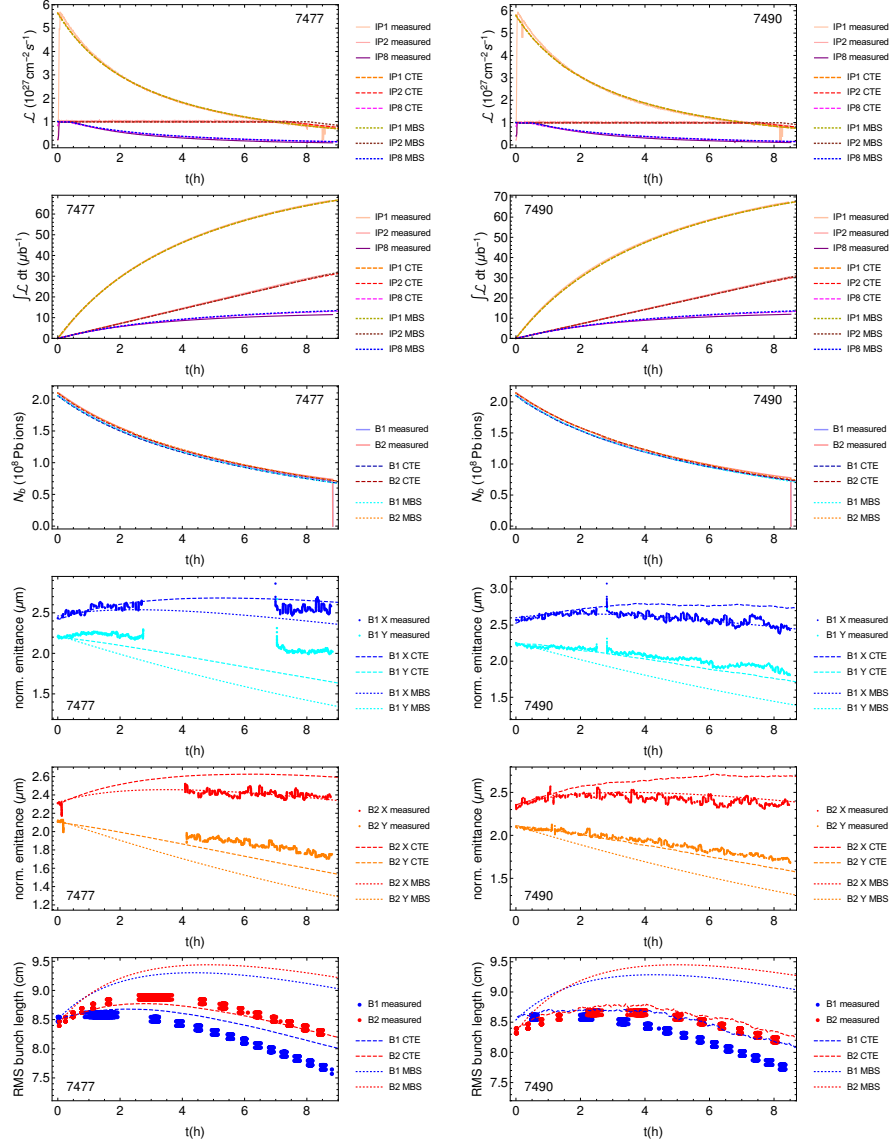 7477
ℒ (10^27 cm^-2 s^-1)
6
5
4
3
2
1
0
0 2 4 6 8
t(h)
IP1 measured
IP2 measured
IP8 measured
IP1 CTE
IP2 CTE
IP8 CTE
IP1 MBS
IP2 MBS
IP8 MBS
7490
ℒ (10^27 cm^-2 s^-1)
6
5
4
3
2
1
0
0 2 4 6 8
t(h)
IP1 measured
IP2 measured
IP8 measured
IP1 CTE
IP2 CTE
IP8 CTE
IP1 MBS
IP2 MBS
IP8 MBS
7477
∫ℒ dt (μb^-1)
60
50
40
30
20
10
0
0 2 4 6 8
t(h)
IP1 measured
IP2 measured
IP8 measured
IP1 CTE
IP2 CTE
IP8 CTE
IP1 MBS
IP2 MBS
IP8 MBS
7490
∫ℒ dt (μb^-1)
70
60
50
40
30
20
10
0
0 2 4 6 8
t(h)
IP1 measured
IP2 measured
IP8 measured
IP1 CTE
IP2 CTE
IP8 CTE
IP1 MBS
IP2 MBS
IP8 MBS
7477
N_b (10^8 Pb ions)
2.0
1.5
1.0
0.5
0.0
0 2 4 6 8
t(h)
B1 measured
B2 measured
B1 CTE
B2 CTE
B1 MBS
B2 MBS
7490
N_b (10^8 Pb ions)
2.0
1.5
1.0
0.5
0.0
0 2 4 6 8
t(h)
B1 measured
B2 measured
B1 CTE
B2 CTE
B1 MBS
B2 MBS
norm. emittance (μm)
2.5
2.0
1.5
7477
0 2 4 6 8
t(h)
B1 X measured
B1 Y measured
B1 X CTE
B1 Y CTE
B1 X MBS
B1 Y MBS
norm. emittance (μm)
3.0
2.5
2.0
1.5
7490
0 2 4 6 8
t(h)
B1 X measured
B1 Y measured
B1 X CTE
B1 Y CTE
B1 X MBS
B1 Y MBS
norm. emittance (μm)
2.6
2.4
2.2
2.0
1.8
1.6
1.4
1.2
7477
0 2 4 6 8
t(h)
B2 X measured
B2 Y measured
B2 X CTE
B2 Y CTE
B2 X MBS
B2 Y MBS
norm. emittance (μm)
2.5
2.0
1.5
7490
0 2 4 6 8
t(h)
B2 X measured
B2 Y measured
B2 X CTE
B2 Y CTE
B2 X MBS
B2 Y MBS
RMS bunch length (cm)
9.5
9.0
8.5
8.0
7.5
7477
0 2 4 6 8
t(h)
B1 measured
B2 measured
B1 CTE
B2 CTE
B1 MBS
B2 MBS
RMS bunch length (cm)
9.5
9.0
8.5
8.0
7.5
7490
0 2 4 6 8
t(h)
B1 measured
B2 measured
B1 CTE
B2 CTE
B1 MBS
B2 MBS